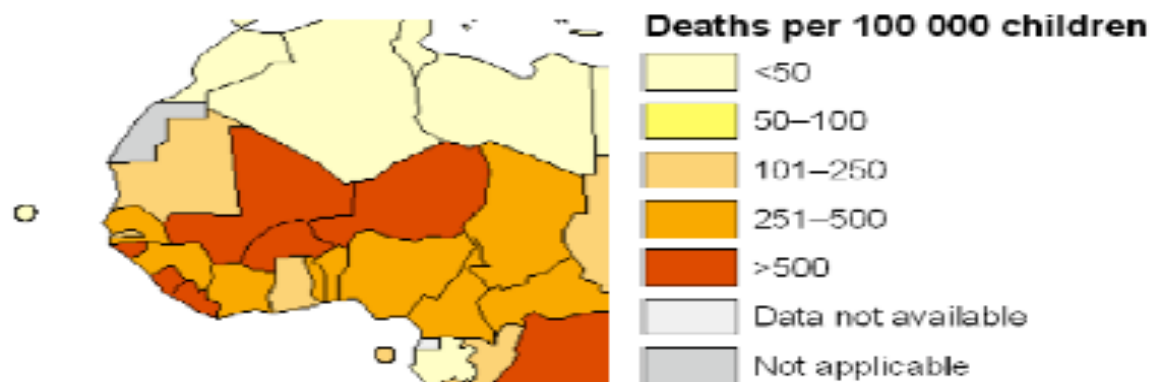 Deaths per 100 000 children
<50
50–100
101–250
251–500
>500
Data not available
Not applicable